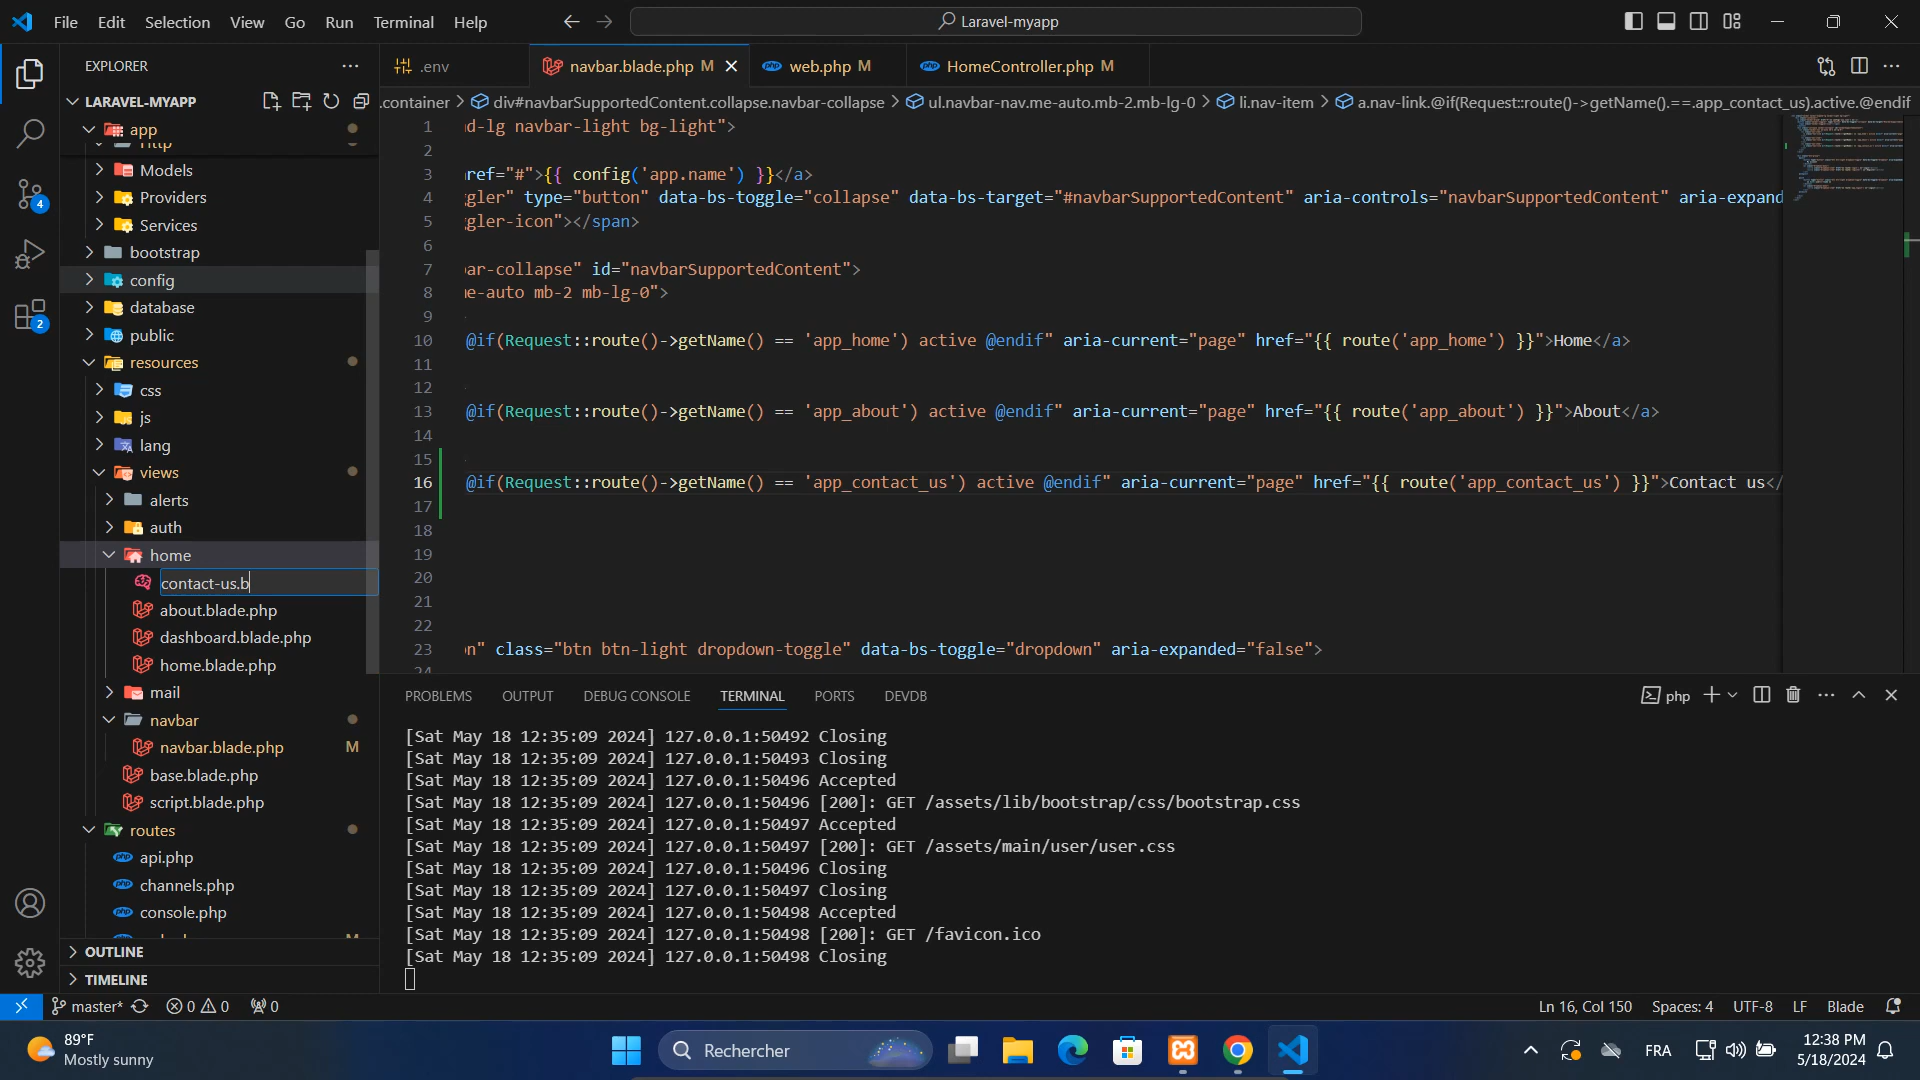 File Edit Selection View Go Run Terminal Help
Laravel-myapp
EXPLORER
.env
navbar.blade.php M
web.php M
HomeController.php M
LARAVEL-MYAPP
.container > div#navbarSupportedContent.collapse.navbar-collapse > ul.navbar-nav.me-auto.mb-2.mb-lg-0 > li.nav-item > a.nav-link.@if(Request::route()->getName().==.app_contact_us).active.@endif
app
Http
Models
Providers
Services
bootstrap
config
database
public
resources
css
js
lang
views
alerts
auth
home
contact-us.b
about.blade.php
dashboard.blade.php
home.blade.php
mail
navbar
navbar.blade.php M
base.blade.php
script.blade.php
routes
api.php
channels.php
console.php
OUTLINE
TIMELINE
1 nd-lg navbar-light bg-light">
2
3 href="#">{{ config('app.name') }}</a>
4 ggler" type="button" data-bs-toggle="collapse" data-bs-target="#navbarSupportedContent" aria-controls="navbarSupportedContent" aria-expand
5 ggler-icon"></span>
6
7 bar-collapse" id="navbarSupportedContent">
8 me-auto mb-2 mb-lg-0">
9
10 @if(Request::route()->getName() == 'app_home') active @endif" aria-current="page" href="{{ route('app_home') }}">Home</a>
11
12
13 @if(Request::route()->getName() == 'app_about') active @endif" aria-current="page" href="{{ route('app_about') }}">About</a>
14
15
16 @if(Request::route()->getName() == 'app_contact_us') active @endif" aria-current="page" href="{{ route('app_contact_us') }}">Contact us</
17
18
19
20
21
22
23 on" class="btn btn-light dropdown-toggle" data-bs-toggle="dropdown" aria-expanded="false">
24
PROBLEMS OUTPUT DEBUG CONSOLE TERMINAL PORTS DEVDB
php
[Sat May 18 12:35:09 2024] 127.0.0.1:50492 Closing
[Sat May 18 12:35:09 2024] 127.0.0.1:50493 Closing
[Sat May 18 12:35:09 2024] 127.0.0.1:50496 Accepted
[Sat May 18 12:35:09 2024] 127.0.0.1:50496 [200]: GET /assets/lib/bootstrap/css/bootstrap.css
[Sat May 18 12:35:09 2024] 127.0.0.1:50497 Accepted
[Sat May 18 12:35:09 2024] 127.0.0.1:50497 [200]: GET /assets/main/user/user.css
[Sat May 18 12:35:09 2024] 127.0.0.1:50496 Closing
[Sat May 18 12:35:09 2024] 127.0.0.1:50497 Closing
[Sat May 18 12:35:09 2024] 127.0.0.1:50498 Accepted
[Sat May 18 12:35:09 2024] 127.0.0.1:50498 [200]: GET /favicon.ico
[Sat May 18 12:35:09 2024] 127.0.0.1:50498 Closing
4
2
master* 0 0 0
Ln 16, Col 150 Spaces: 4 UTF-8 LF Blade
89°F
Mostly sunny
Rechercher
FRA
12:38 PM
5/18/2024